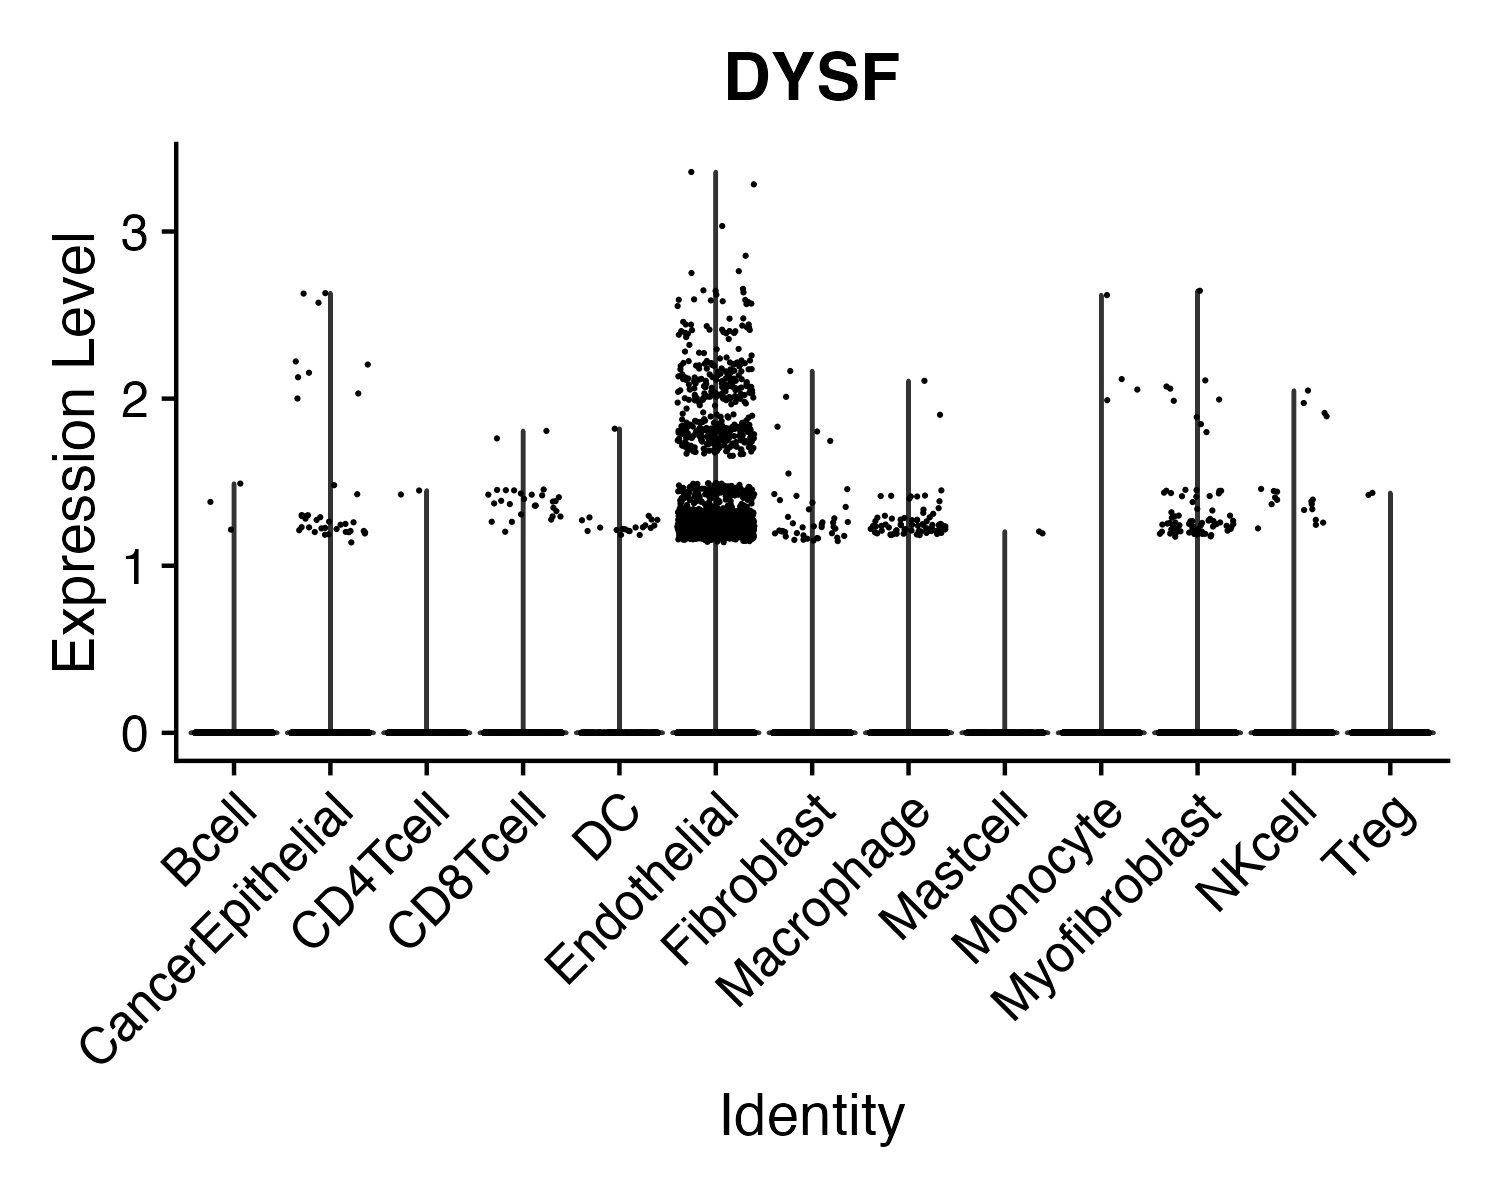 DYSF
Expression Level
3
2
1
0
Bcell
CancerEpithelial
CD4Tcell
CD8Tcell
DC
Endothelial
Fibroblast
Macrophage
Mastcell
Monocyte
Myofibroblast
NKcell
Treg
Identity